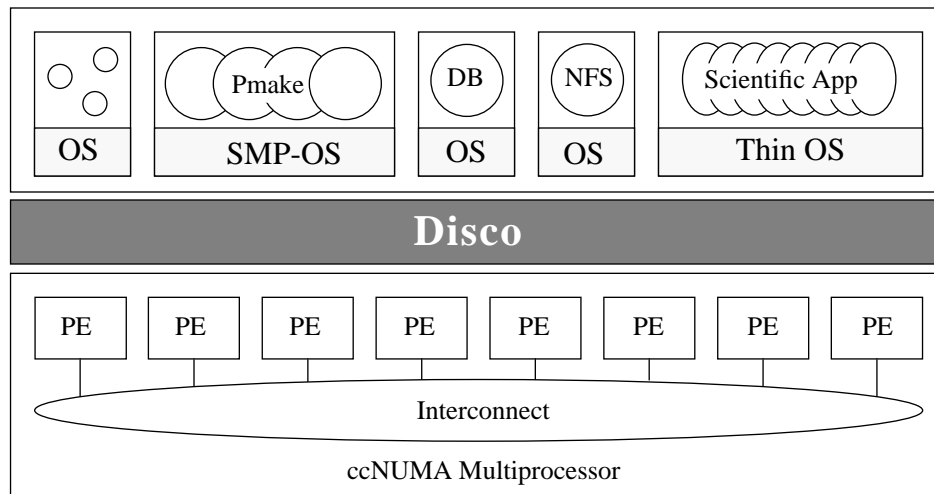 Pmake
DB
NFS
Scientific App
OS
SMP-OS
OS
OS
Thin OS
Disco
PE
PE
PE
PE
PE
PE
PE
PE
Interconnect
ccNUMA Multiprocessor